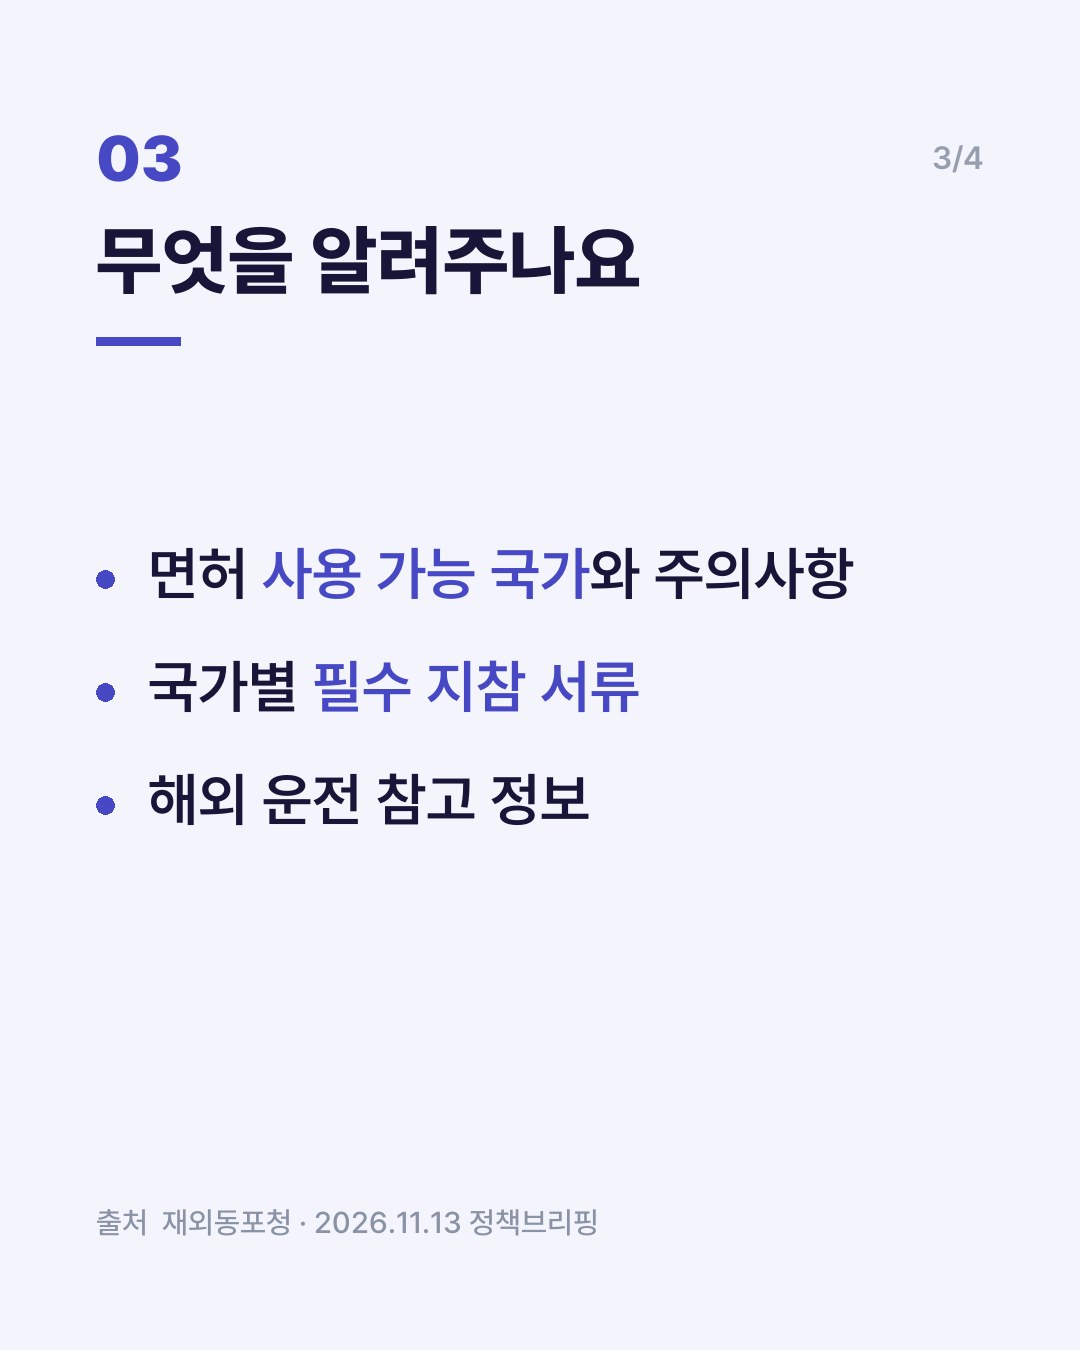 03
3/4
무엇을 알려주나요
• 면허 사용 가능 국가와 주의사항
• 국가별 필수 지참 서류
• 해외 운전 참고 정보
출처 재외동포청 · 2026.11.13 정책브리핑